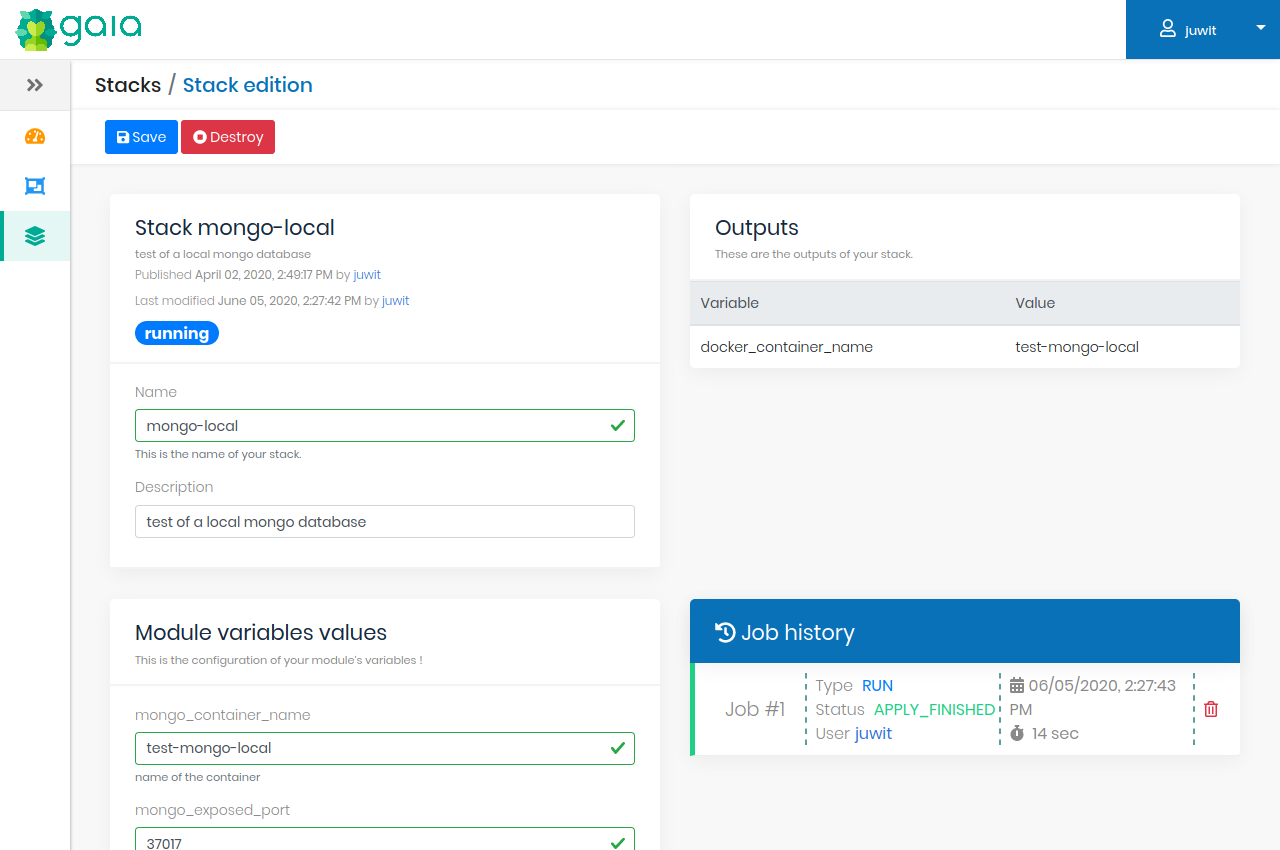 gaia
juwit
Stacks / Stack edition
Save
Destroy
Stack mongo-local
test of a local mongo database
Published April 02, 2020, 2:49:17 PM by juwit
Last modified June 05, 2020, 2:27:42 PM by juwit
running
Name
mongo-local
This is the name of your stack.
Description
test of a local mongo database
Outputs
These are the outputs of your stack.
Variable Value
docker_container_name test-mongo-local
Module variables values
This is the configuration of your module's variables !
mongo_container_name
test-mongo-local
name of the container
mongo_exposed_port
37017
Job history
Job #1
Type RUN
Status APPLY_FINISHED
User juwit
06/05/2020, 2:27:43
PM
14 sec